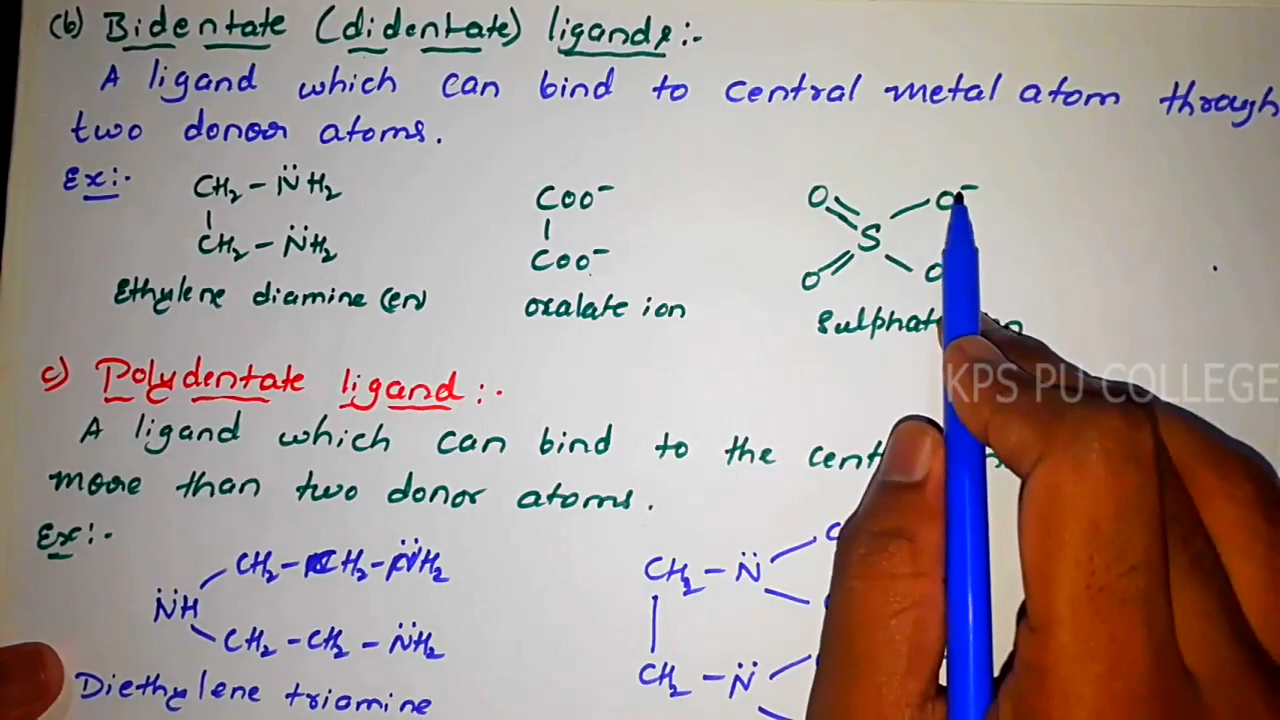 (b) Bidentate (didentate) ligands:-
A ligand which can bind to central metal atom through
two donor atoms.
Ex:- CH₂ – N̈H₂
CH₂ – N̈H₂
Ethylene diamine (en)
COO⁻
COO⁻
oxalate ion
O O⁻
S
O O
Sulphat
KPS PU COLLEGE
c) Polydentate ligand:-
A ligand which can bind to the cent
more than two donor atoms.
Ex:-
CH₂ – CH₂ – N̈H₂
N̈H
CH₂ – CH₂ – N̈H₂
Diethylene triamine
CH₂ – N̈
CH₂ – N̈